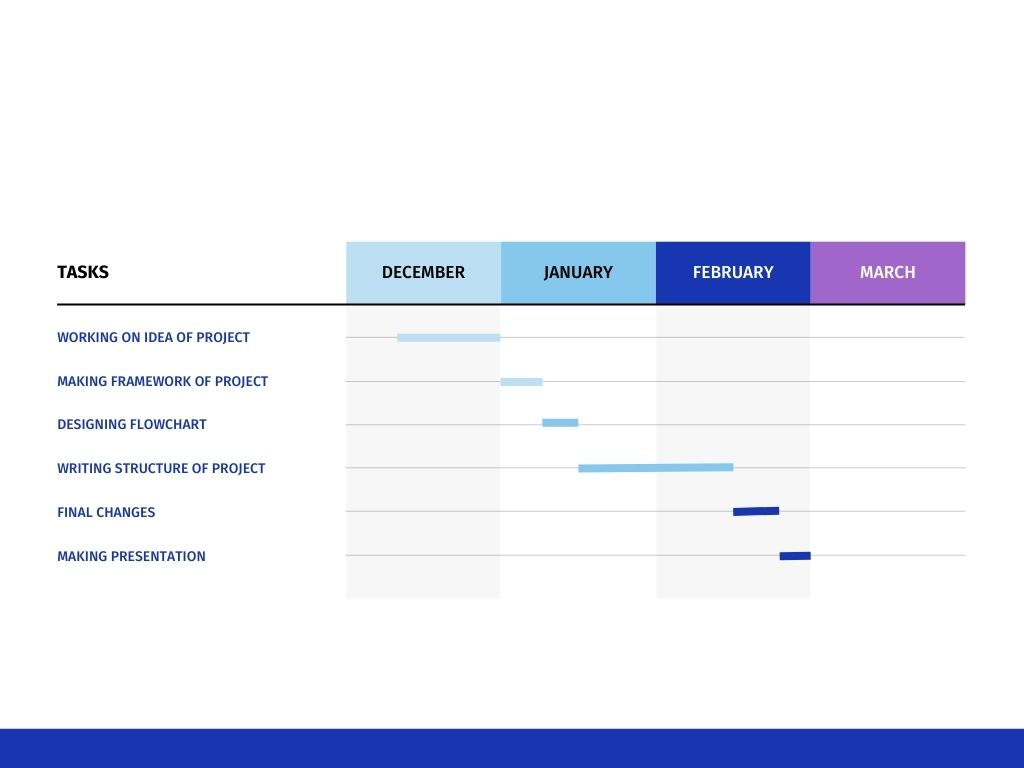 TASKS
DECEMBER
JANUARY
FEBRUARY
MARCH
WORKING ON IDEA OF PROJECT
MAKING FRAMEWORK OF PROJECT
DESIGNING FLOWCHART
WRITING STRUCTURE OF PROJECT
FINAL CHANGES
MAKING PRESENTATION